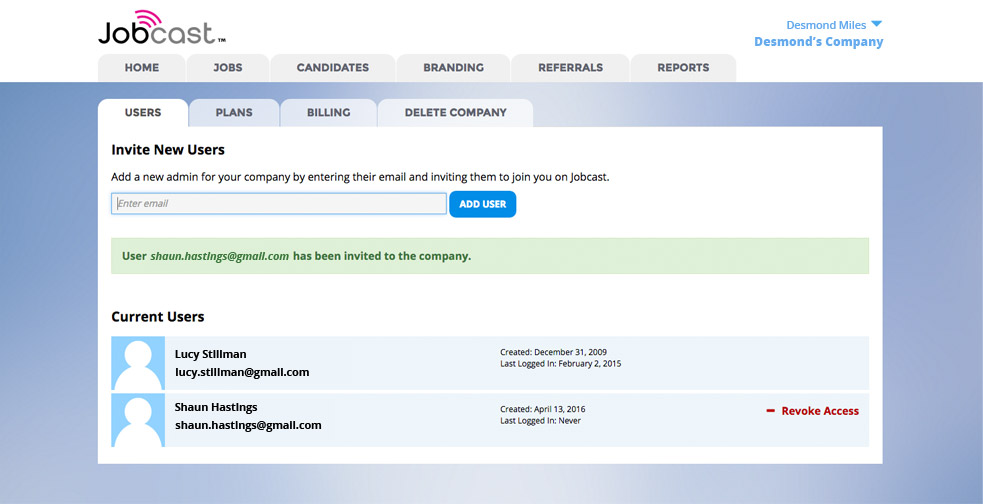 Jobcast™
Desmond Miles
Desmond's Company
HOME JOBS CANDIDATES BRANDING REFERRALS REPORTS
USERS PLANS BILLING DELETE COMPANY
Invite New Users
Add a new admin for your company by entering their email and inviting them to join you on Jobcast.
Enter email ADD USER
User shaun.hastings@gmail.com has been invited to the company.
Current Users
Lucy Stillman
lucy.stillman@gmail.com
Created: December 31, 2009
Last Logged In: February 2, 2015
Shaun Hastings
shaun.hastings@gmail.com
Created: April 13, 2016
Last Logged In: Never
Revoke Access